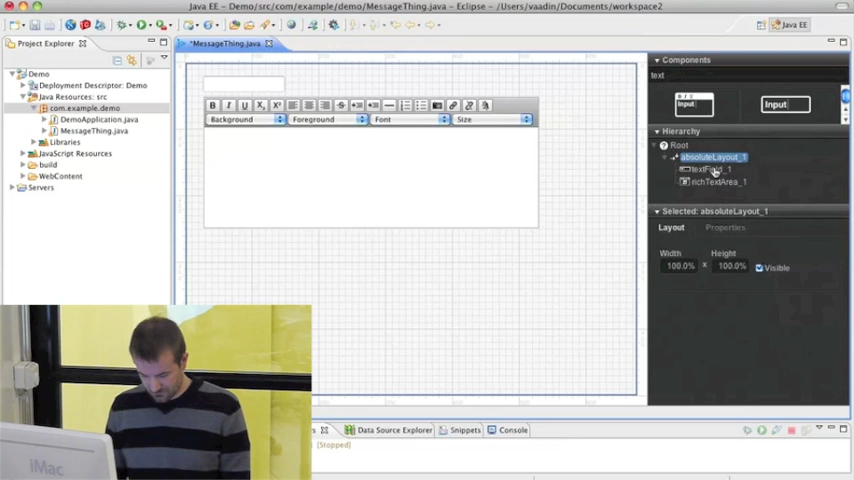 Java EE - Demo/src/com/example/demo/MessageThing.java - Eclipse - /Users/vaadin/Documents/workspace2
Java EE
Project Explorer
*MessageThing.java
Demo
Deployment Descriptor: Demo
Java Resources: src
com.example.demo
DemoApplication.java
MessageThing.java
Libraries
JavaScript Resources
build
WebContent
Servers
B I U X₂ X²
Background Foreground Font Size
Components
text
B I U
Input
Input
Hierarchy
Root
absoluteLayout_1
textField_1
richTextArea_1
Selected: absoluteLayout_1
Layout Properties
Width Height
100.0% x 100.0% Visible
Data Source Explorer Snippets Console
[Stopped]
iMac